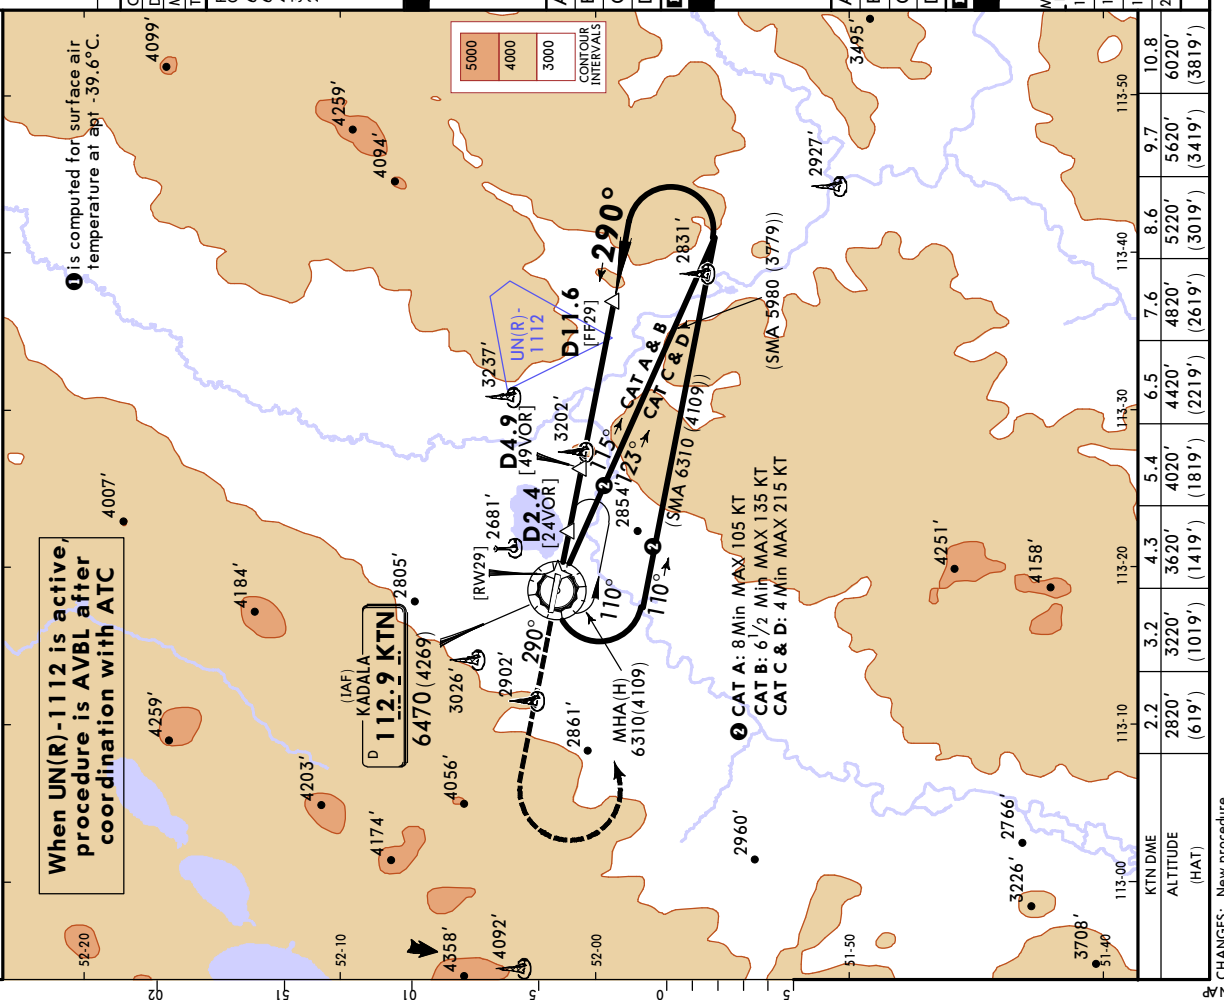 When UN(R)-1112 is active,
procedure is AVBL after
coordination with ATC
❶ is computed for surface air
temperature at apt -39.6°C.
5000
4000
3000
CONTOUR
INTERVALS
4099'
4259'
4094'
4007'
4184'
4259'
4203'
4174'
4056'
4358'
4092'
2805'
(IAF)
KADALA
D 112.9 KTN
6470 (4269)
3026'
2902'
2861'
290°
[RW29]
2681'
D2.4
[24VOR]
D4.9
[49VOR]
3202'
3237'
UN(R)-
1112
D11.6
[FF29]
290°
2831'
2927'
3495'
115°
CAT A & B
123°
CAT C & D
2854'
110°
110°
(SMA 6310 (4109))
(SMA 5980 (3779))
MHA(H)
6310(4109)
❷ CAT A: 8 Min MAX 105 KT
CAT B: 6 1/2 Min MAX 135 KT
CAT C & D: 4 Min MAX 215 KT
4251'
4158'
2960'
2766'
3226'
3708'
52-20
52-10
52-00
51-50
51-40
113-00
113-10
113-20
113-30
113-40
113-50
02
51
01
5
0
5
KTN DME 2.2 3.2 4.3 5.4 6.5 7.6 8.6 9.7 10.8
ALTITUDE 2820' 3220' 3620' 4020' 4420' 4820' 5220' 5620' 6020'
(HAT) (619') (1019') (1419') (1819') (2219') (2619') (3019') (3419') (3819')
CHANGES: New procedure